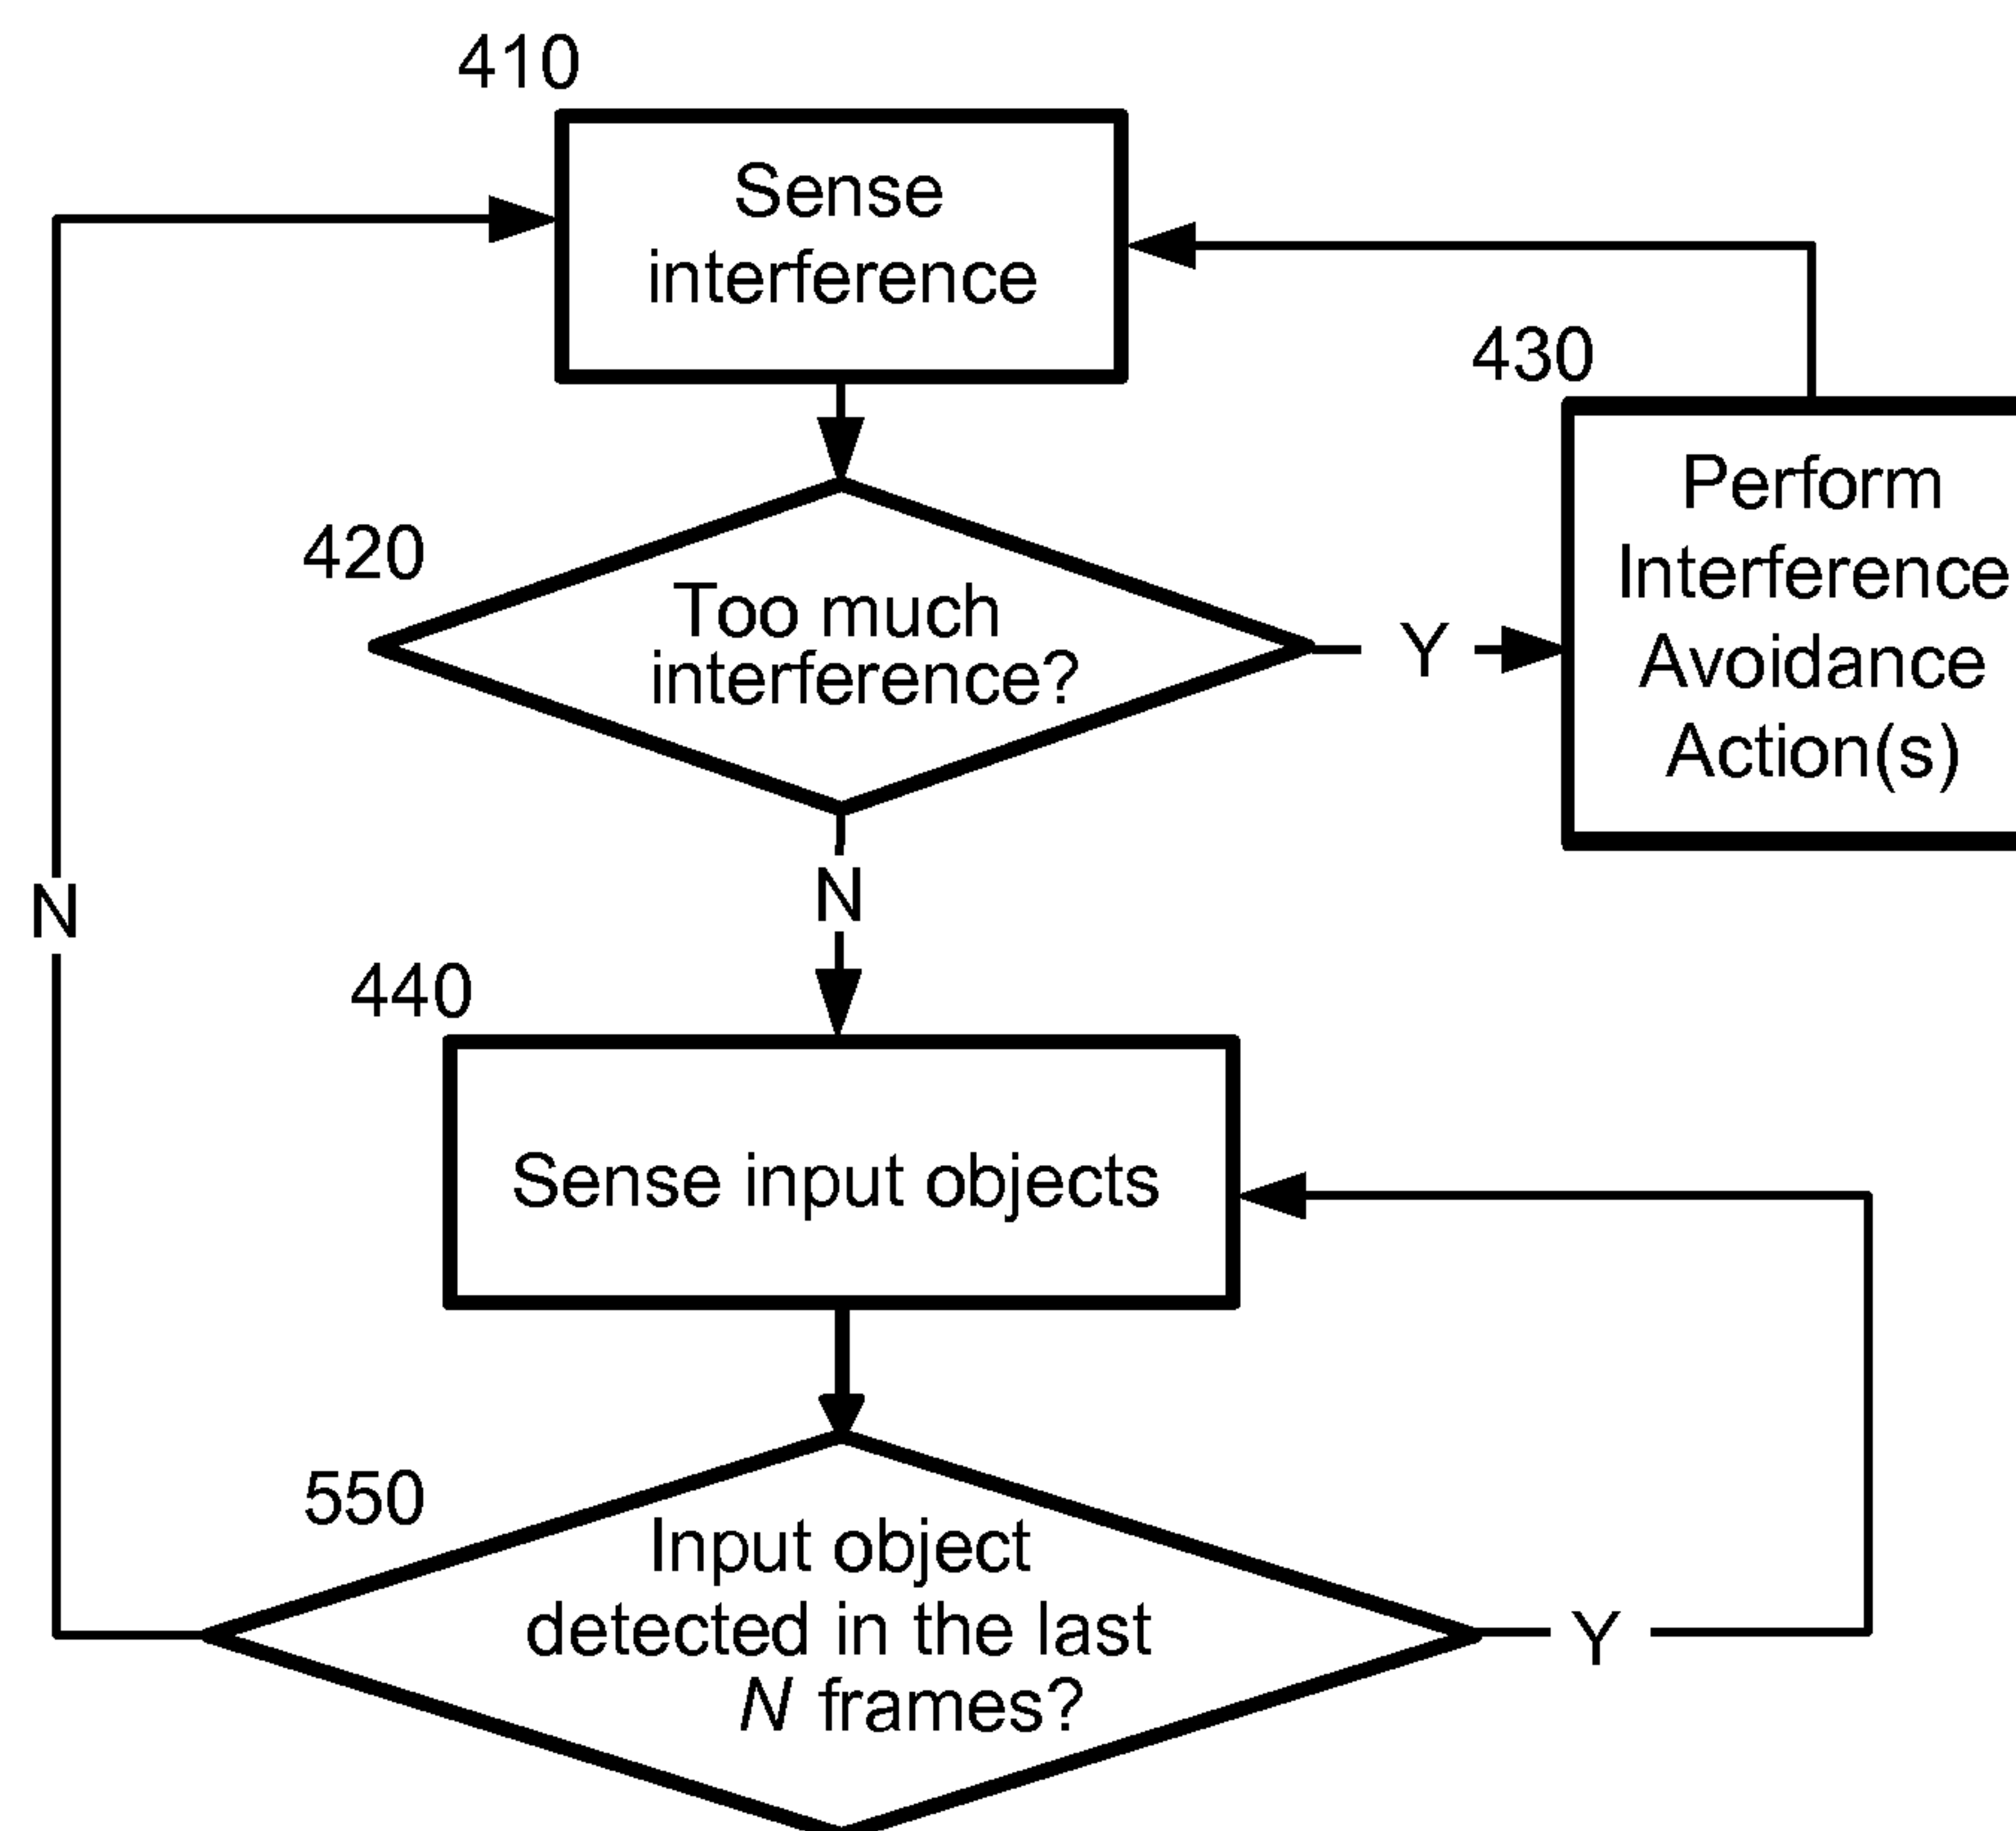 410
Sense
interference
430
Perform
Interference
Avoidance
Action(s)
420
Too much
interference?
Y
N
N
440
Sense input objects
550
Input object
detected in the last
N frames?
Y